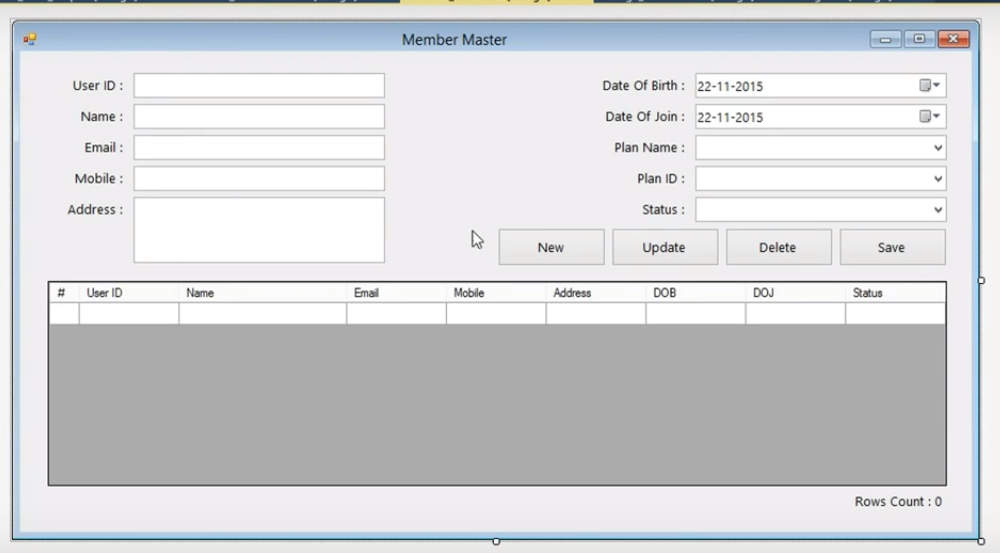 Member Master
User ID :
Date Of Birth : 22-11-2015
Name :
Date Of Join : 22-11-2015
Email :
Plan Name :
Mobile :
Plan ID :
Address :
Status :
New Update Delete Save
# User ID Name Email Mobile Address DOB DOJ Status
Rows Count : 0